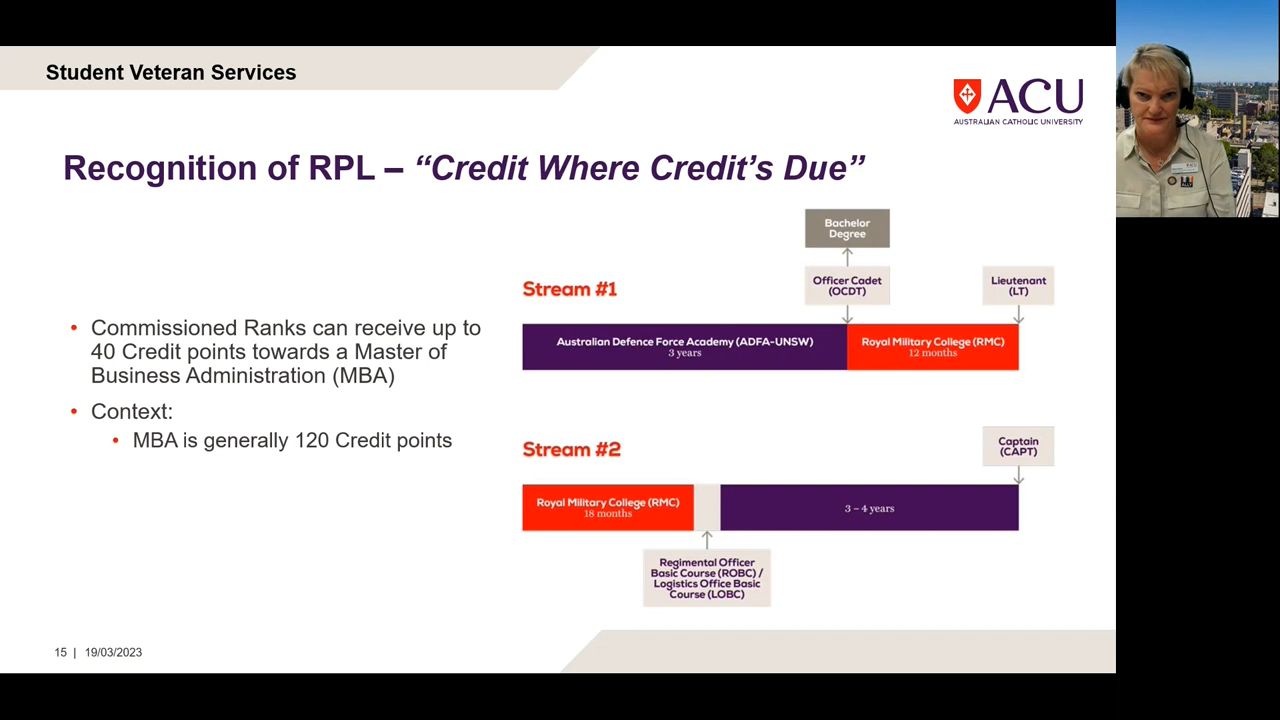 Student Veteran Services
ACU
AUSTRALIAN CATHOLIC UNIVERSITY
Recognition of RPL – “Credit Where Credit’s Due”
• Commissioned Ranks can receive up to
40 Credit points towards a Master of
Business Administration (MBA)
• Context:
• MBA is generally 120 Credit points
Bachelor
Degree
Stream #1
Officer Cadet
(OCDT)
Lieutenant
(LT)
Australian Defence Force Academy (ADFA-UNSW)
3 years
Royal Military College (RMC)
12 months
Stream #2
Captain
(CAPT)
Royal Military College (RMC)
18 months
3 – 4 years
Regimental Officer
Basic Course (ROBC) /
Logistics Office Basic
Course (LOBC)
15 | 19/03/2023